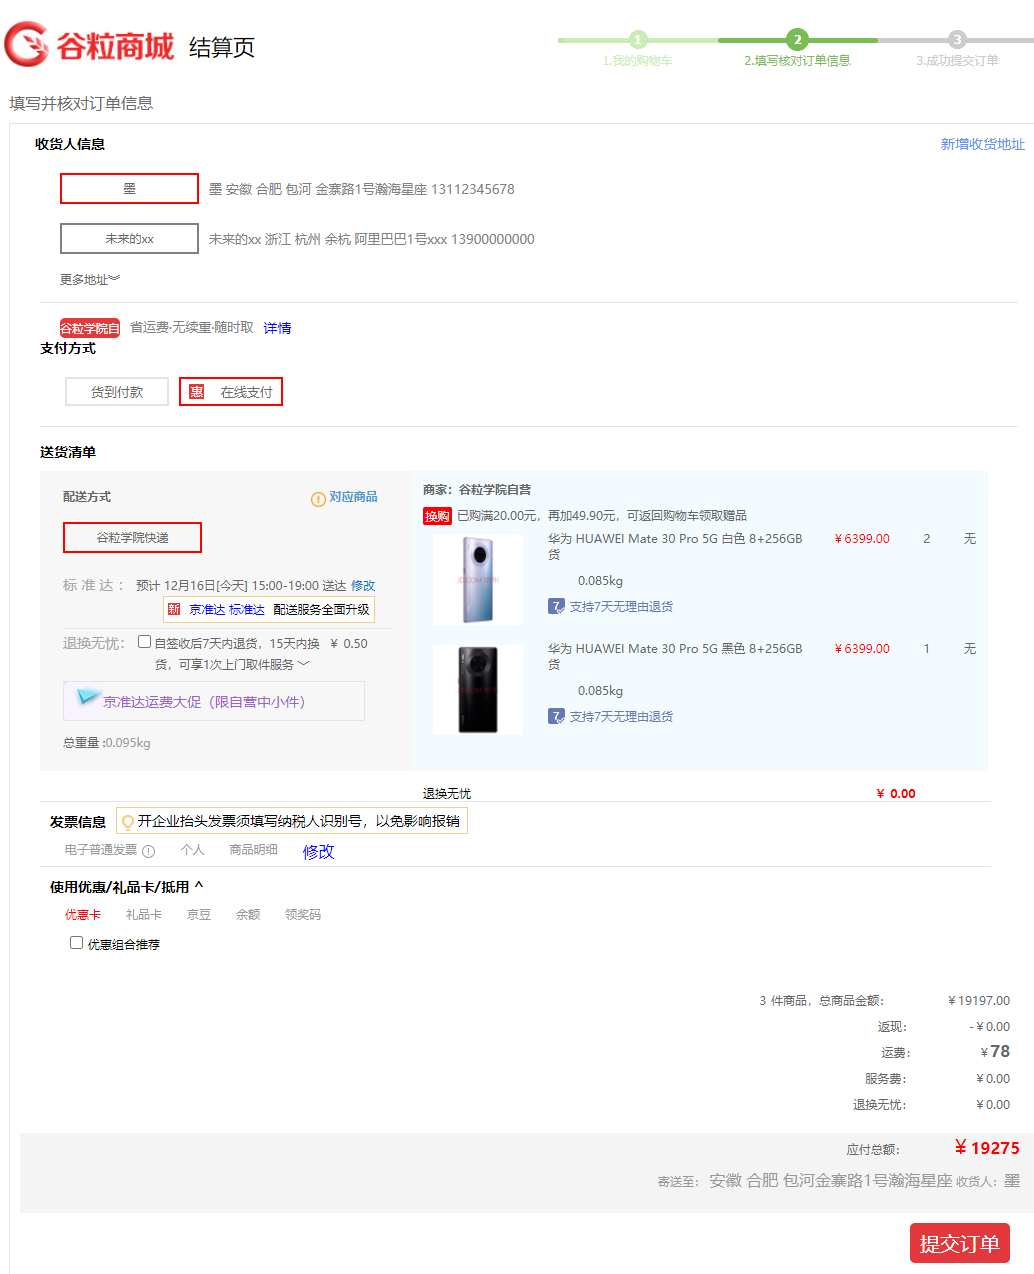 谷粒商城 结算页
1 2 3
1.我的购物车 2.填写核对订单信息 3.成功提交订单
填写并核对订单信息
收货人信息 新增收货地址
墨 墨 安徽 合肥 包河 金寨路1号瀚海星座 13112345678
未来的xx 未来的xx 浙江 杭州 余杭 阿里巴巴1号xxx 13900000000
更多地址
谷粒学院自 省运费·无续重·随时取 详情
支付方式
货到付款 惠 在线支付
送货清单
配送方式 对应商品
谷粒学院快递
标 准 达： 预计 12月16日[今天] 15:00-19:00 送达 修改
新 京准达 标准达 配送服务全面升级
退换无忧： 自签收后7天内退货，15天内换 ￥ 0.50
货，可享1次上门取件服务
京准达运费大促（限自营中小件）
总重量 :0.095kg
商家：谷粒学院自营
换购 已购满20.00元，再加49.90元，可返回购物车领取赠品
华为 HUAWEI Mate 30 Pro 5G 白色 8+256GB ￥6399.00 2 无
货
0.085kg
7 支持7天无理由退货
华为 HUAWEI Mate 30 Pro 5G 黑色 8+256GB ￥6399.00 1 无
货
0.085kg
7 支持7天无理由退货
退换无忧 ￥ 0.00
发票信息 开企业抬头发票须填写纳税人识别号，以免影响报销
电子普通发票 个人 商品明细 修改
使用优惠/礼品卡/抵用 ^
优惠卡 礼品卡 京豆 余额 领奖码
优惠组合推荐
3 件商品，总商品金额： ￥19197.00
返现： -￥0.00
运费： ￥78
服务费： ￥0.00
退换无忧： ￥0.00
应付总额： ￥19275
寄送至： 安徽 合肥 包河金寨路1号瀚海星座 收货人：墨
提交订单